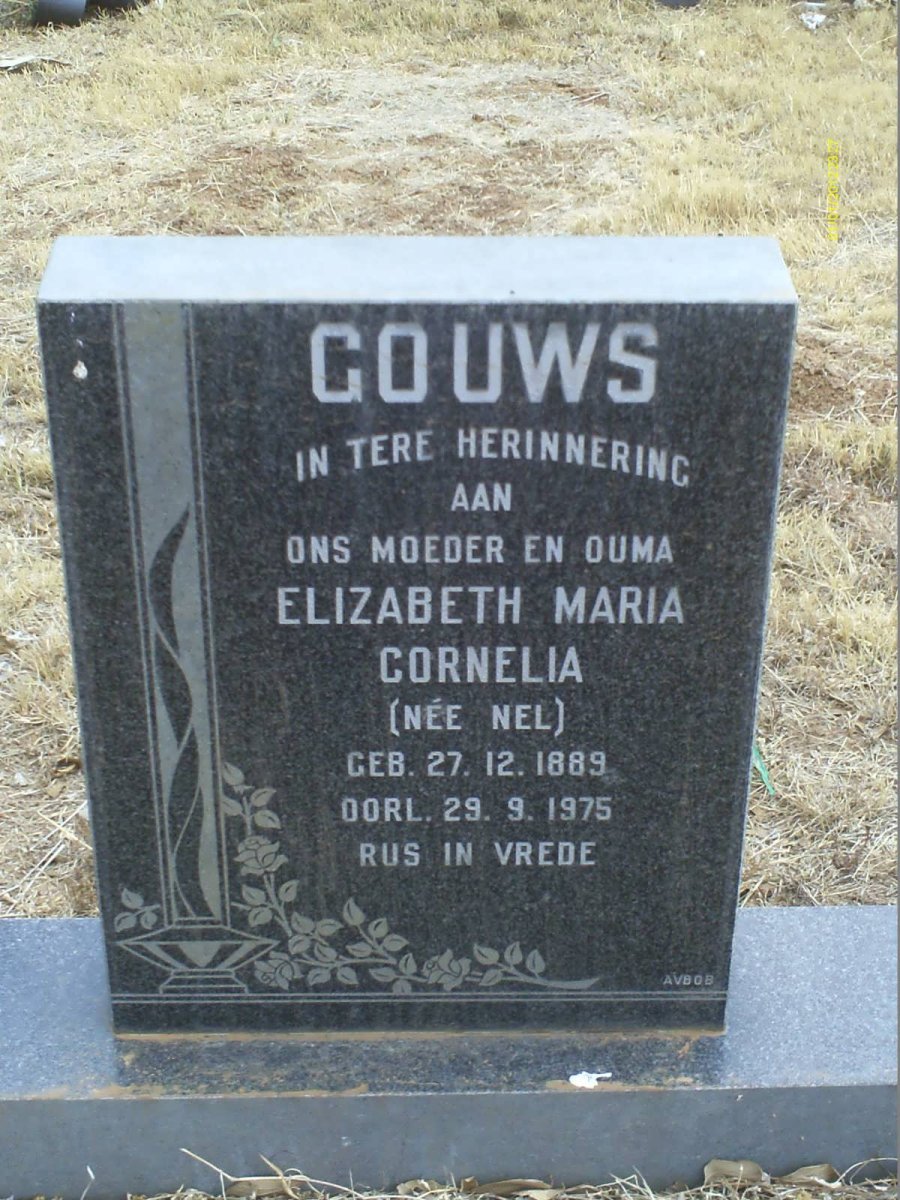 GOUWS
IN TERE HERINNERING
AAN
ONS MOEDER EN OUMA
ELIZABETH MARIA
CORNELIA
(NÉE NEL)
GEB. 27. 12. 1889
OORL. 29. 9. 1975
RUS IN VREDE
AVBOB